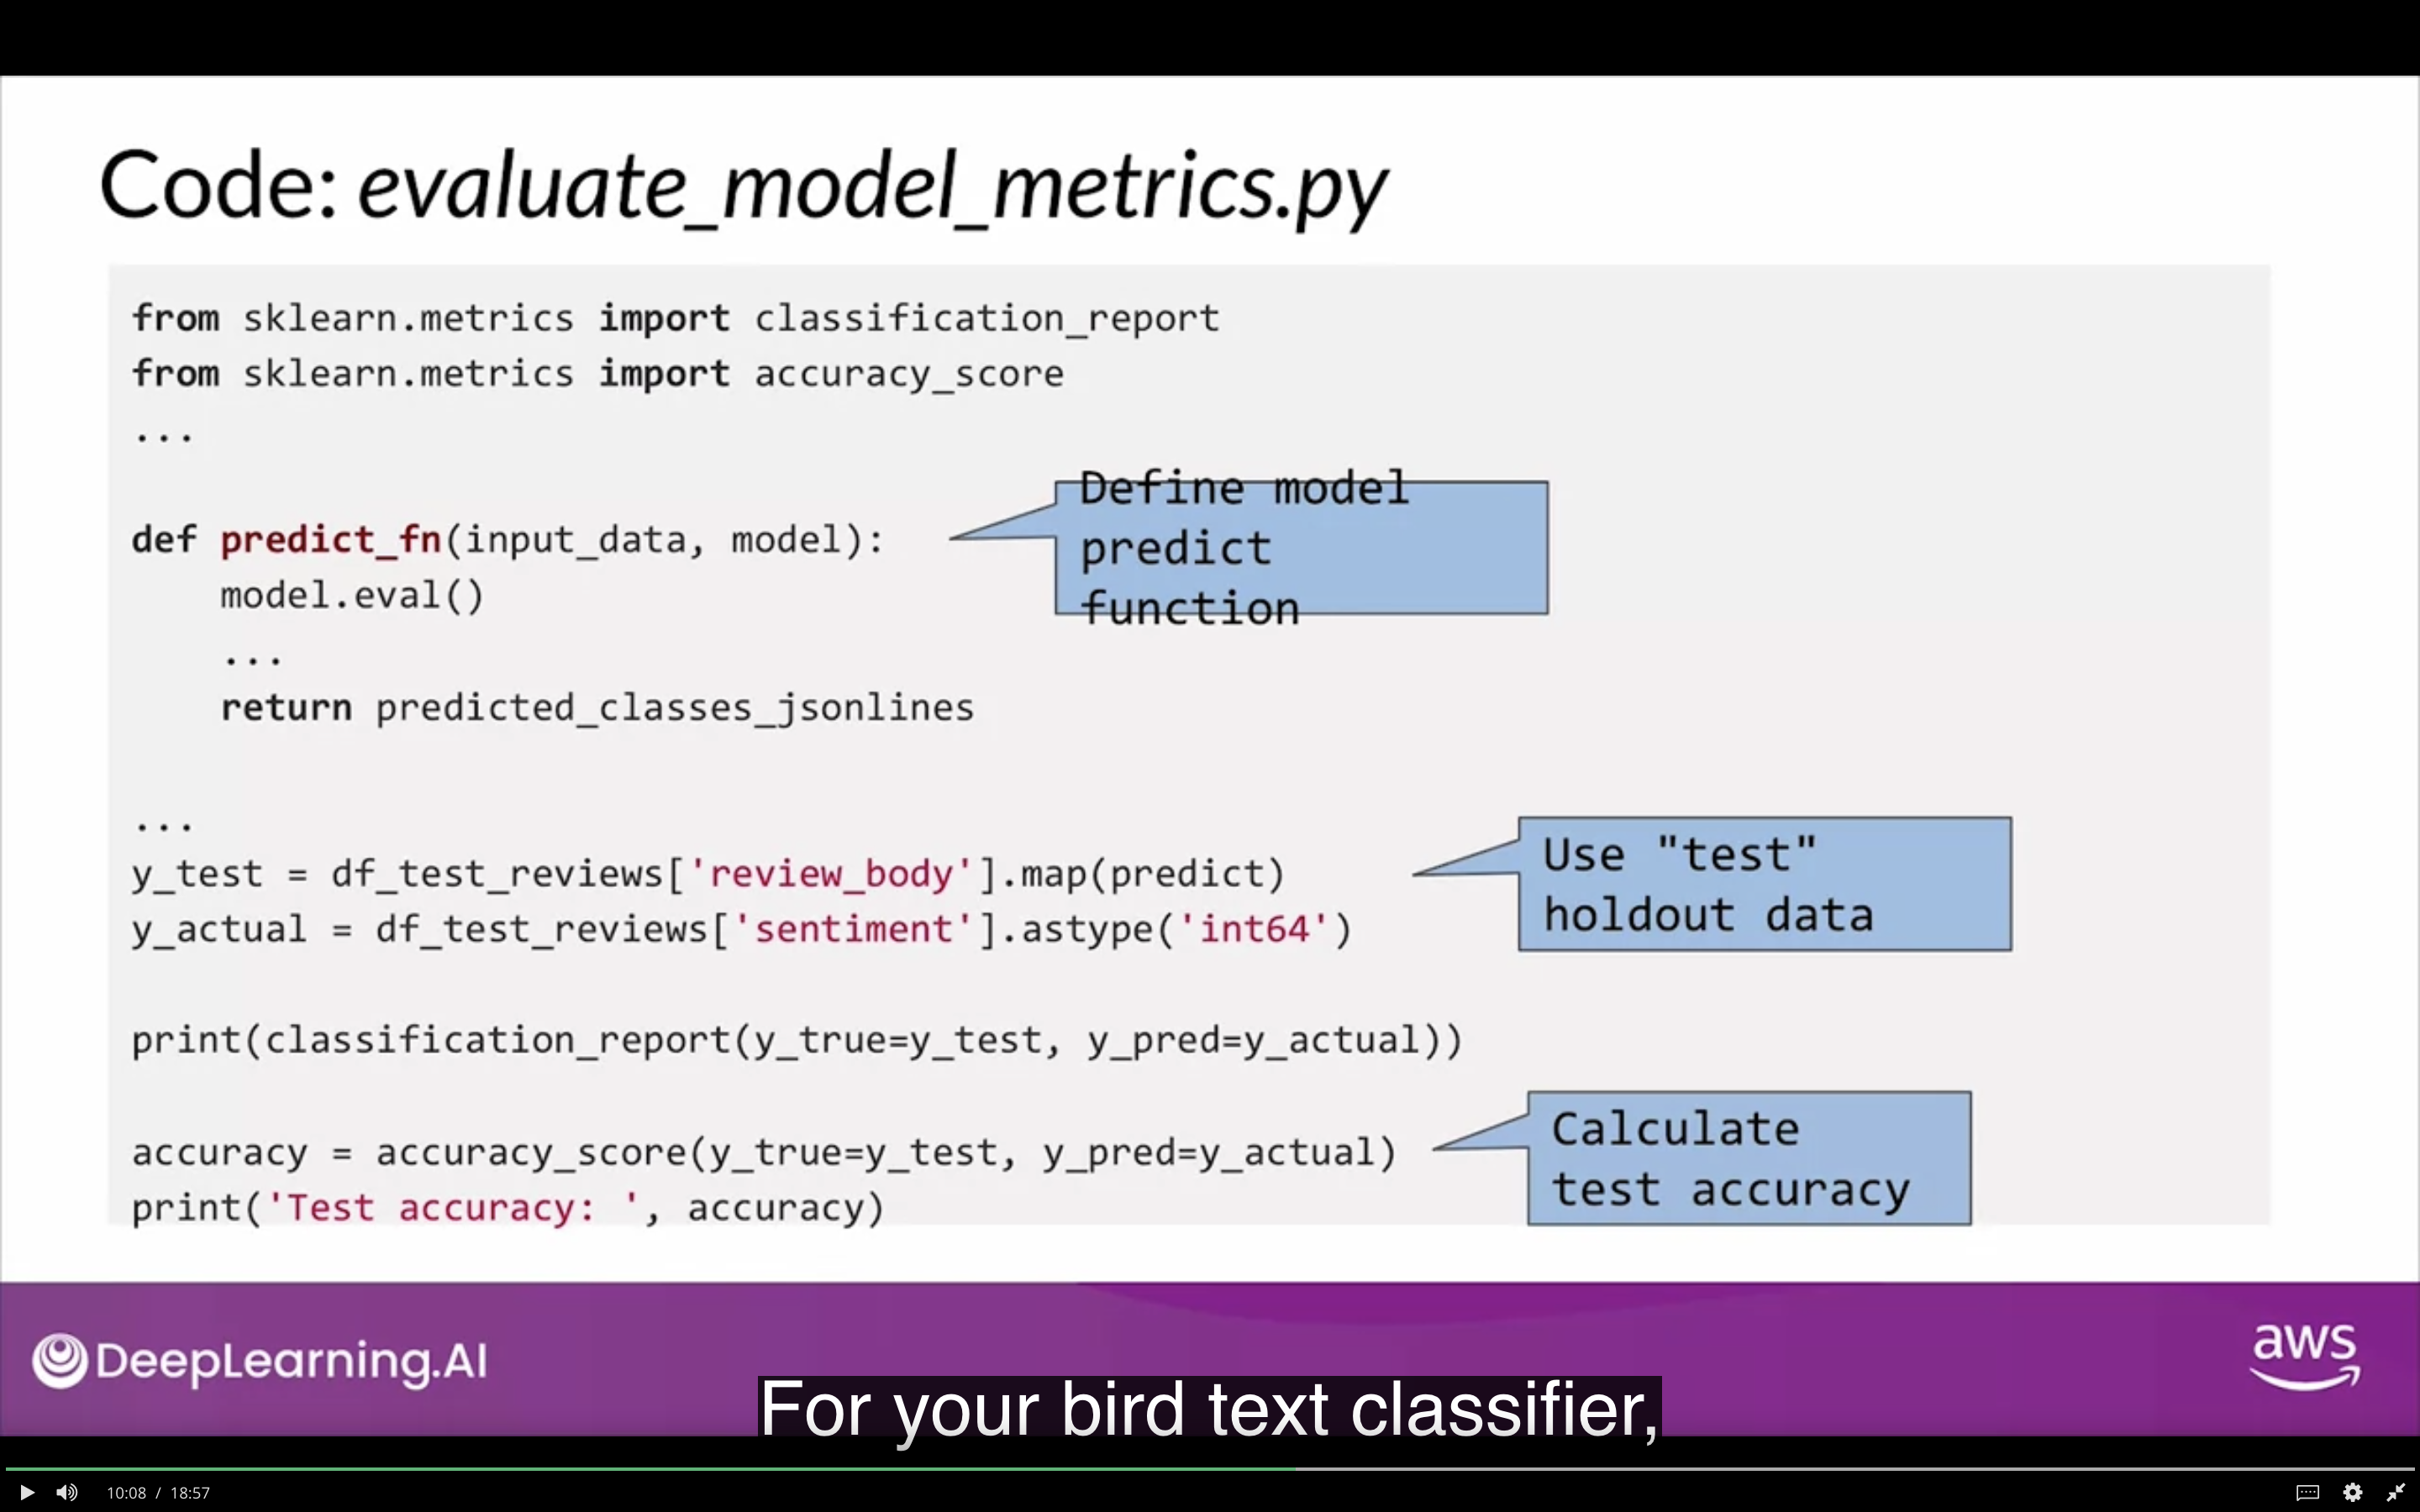 Code: evaluate_model_metrics.py
from sklearn.metrics import classification_report
from sklearn.metrics import accuracy_score
...
def predict_fn(input_data, model):
    model.eval()
    ...
    return predicted_classes_jsonlines
Define model
predict
function
...
y_test = df_test_reviews['review_body'].map(predict)
y_actual = df_test_reviews['sentiment'].astype('int64')
Use "test"
holdout data
print(classification_report(y_true=y_test, y_pred=y_actual))
accuracy = accuracy_score(y_true=y_test, y_pred=y_actual)
print('Test accuracy: ', accuracy)
Calculate
test accuracy
DeepLearning.AI
aws
For your bird text classifier,
10:08 / 18:57